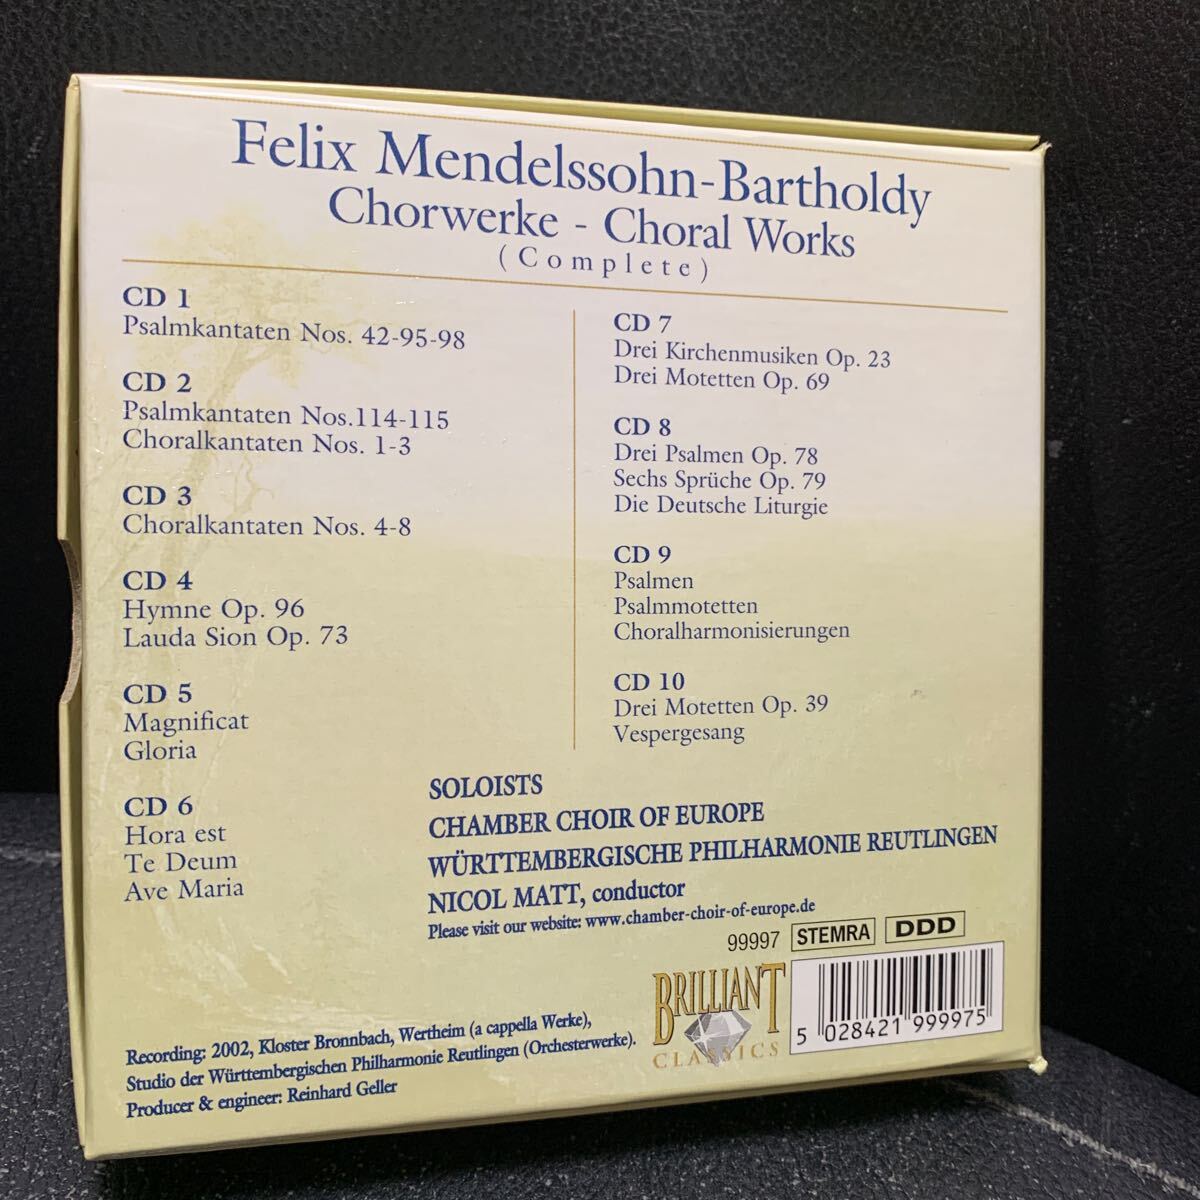 Felix Mendelssohn-Bartholdy
Chorwerke - Choral Works
(Complete)
CD 1
Psalmkantaten Nos. 42-95-98
CD 2
Psalmkantaten Nos.114-115
Choralkantaten Nos. 1-3
CD 3
Choralkantaten Nos. 4-8
CD 4
Hymne Op. 96
Lauda Sion Op. 73
CD 5
Magnificat
Gloria
CD 6
Hora est
Te Deum
Ave Maria
CD 7
Drei Kirchenmusiken Op. 23
Drei Motetten Op. 69
CD 8
Drei Psalmen Op. 78
Sechs Sprüche Op. 79
Die Deutsche Liturgie
CD 9
Psalmen
Psalmmotetten
Choralharmonisierungen
CD 10
Drei Motetten Op. 39
Vespergesang
SOLOISTS
CHAMBER CHOIR OF EUROPE
WÜRTTEMBERGISCHE PHILHARMONIE REUTLINGEN
NICOL MATT, conductor
Please visit our website: www.chamber-choir-of-europe.de
99997 STEMRA DDD
BRILLIANT
CLASSICS
5 028421 999975
Recording: 2002, Kloster Bronnbach, Wertheim (a cappella Werke),
Studio der Württembergischen Philharmonie Reutlingen (Orchesterwerke).
Producer & engineer: Reinhard Geller